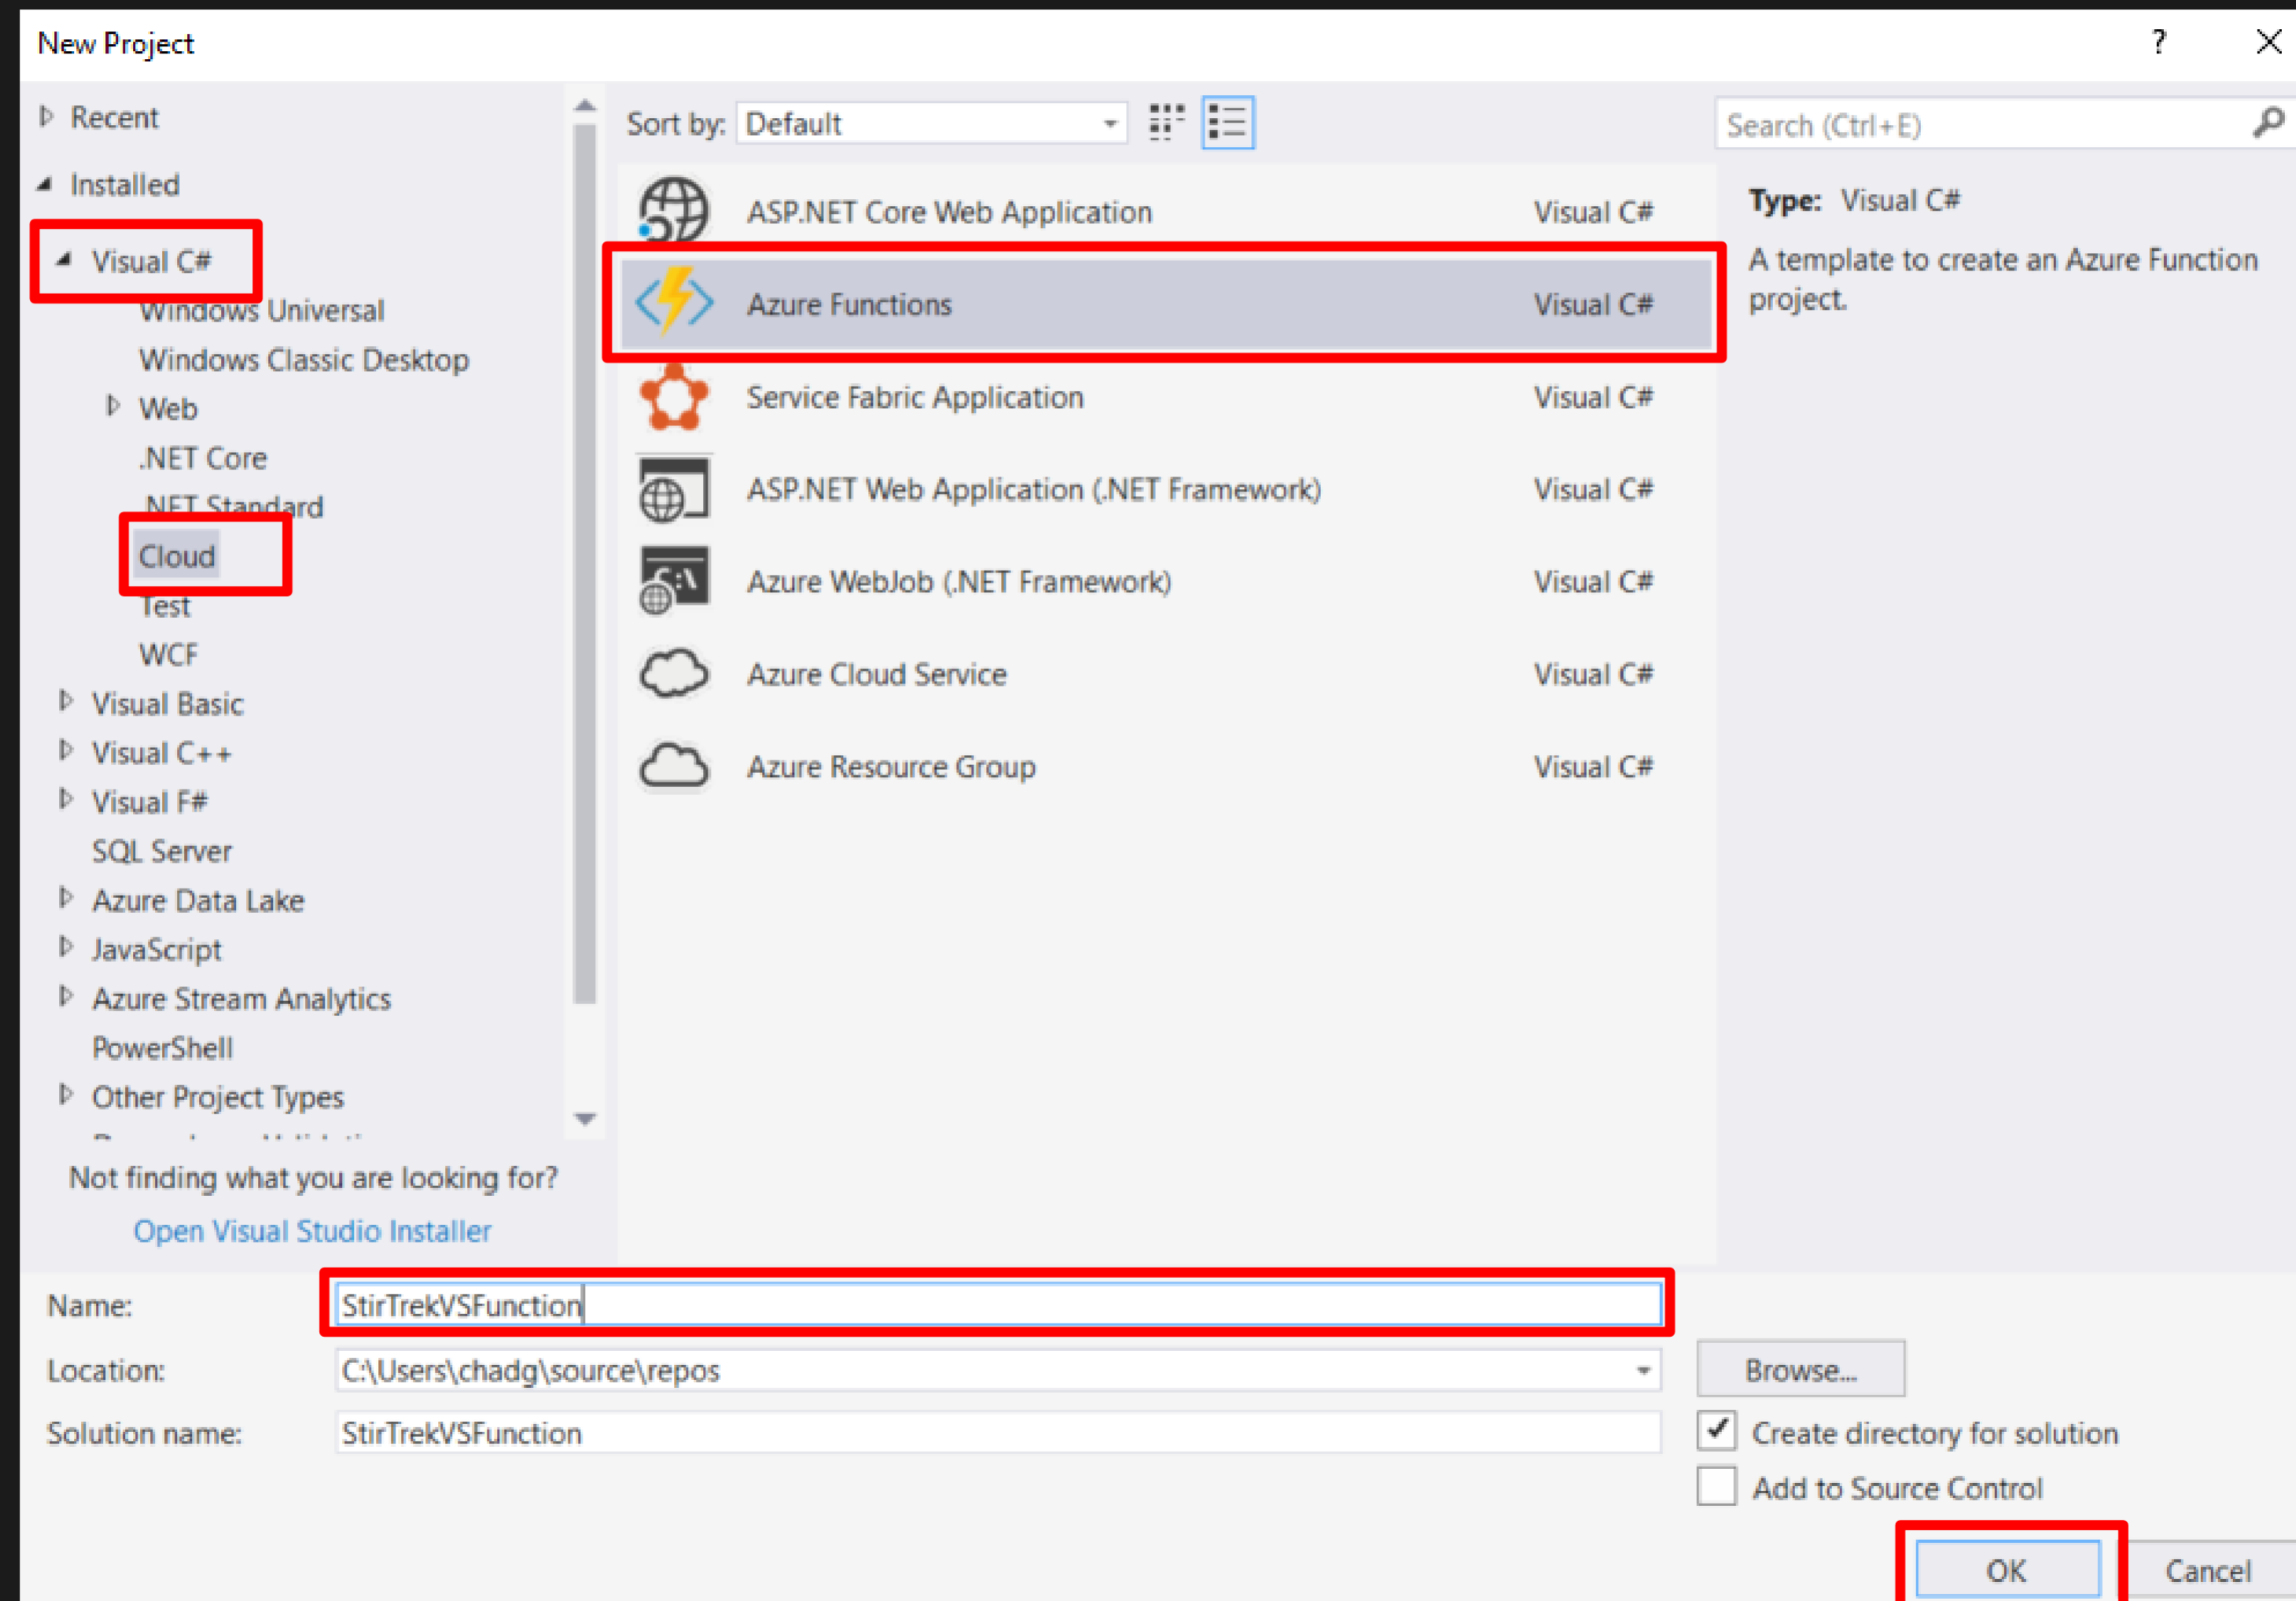 New Project
?
Recent
Installed
Visual C#
Windows Universal
Windows Classic Desktop
Web
.NET Core
.NET Standard
Cloud
Test
WCF
Visual Basic
Visual C++
Visual F#
SQL Server
Azure Data Lake
JavaScript
Azure Stream Analytics
PowerShell
Other Project Types
Not finding what you are looking for?
Open Visual Studio Installer
Sort by: Default
ASP.NET Core Web Application Visual C#
Azure Functions Visual C#
Service Fabric Application Visual C#
ASP.NET Web Application (.NET Framework) Visual C#
Azure WebJob (.NET Framework) Visual C#
Azure Cloud Service Visual C#
Azure Resource Group Visual C#
Search (Ctrl+E)
Type: Visual C#
A template to create an Azure Function
project.
Name: StirTrekVSFunction
Location: C:\Users\chadg\source\repos
Browse...
Solution name: StirTrekVSFunction
Create directory for solution
Add to Source Control
OK Cancel